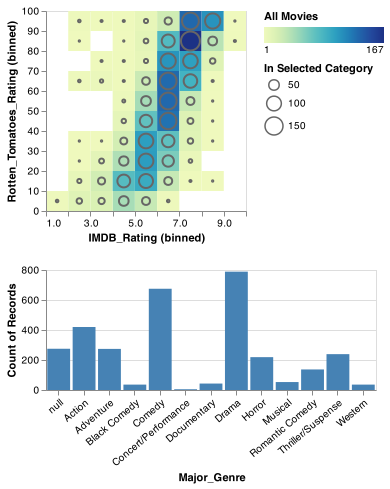 All Movies
1 167
In Selected Category
50
100
150
Rotten_Tomatoes_Rating (binned)
100
90
80
70
60
50
40
30
20
10
0
1.0 3.0 5.0 7.0 9.0
IMDB_Rating (binned)
Count of Records
800
600
400
200
0
null
Action
Adventure
Black Comedy
Comedy
Concert/Performance
Documentary
Drama
Horror
Musical
Romantic Comedy
Thriller/Suspense
Western
Major_Genre